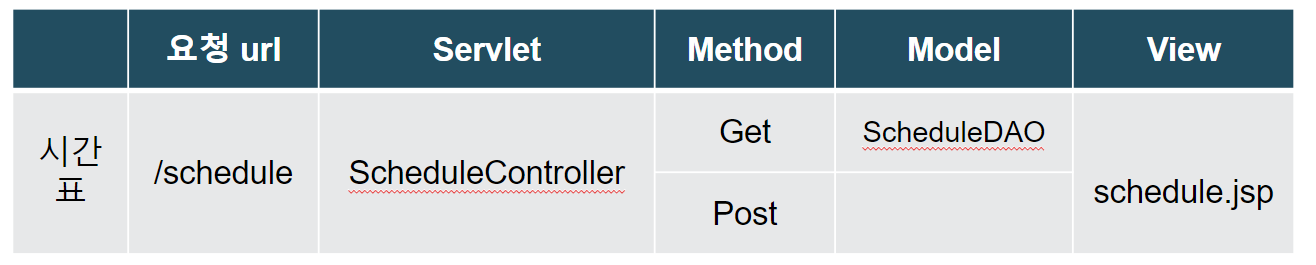 요청 url Servlet Method Model View
시간
표
/schedule
ScheduleController
Get
ScheduleDAO
Post
schedule.jsp